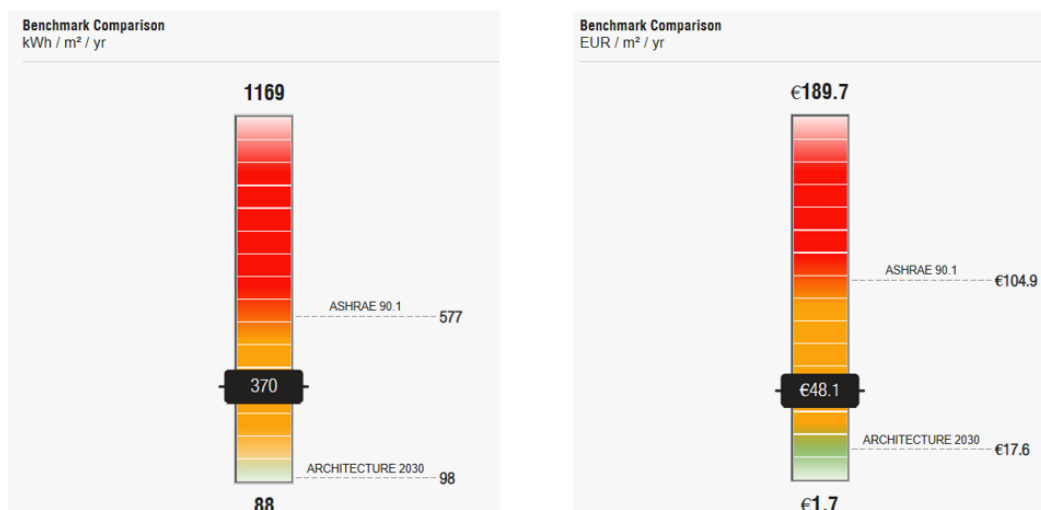 Benchmark Comparison
kWh / m² / yr
1169
ASHRAE 90.1
577
370
ARCHITECTURE 2030
98
88
Benchmark Comparison
EUR / m² / yr
€189.7
ASHRAE 90.1
€104.9
€48.1
ARCHITECTURE 2030
€17.6
€1.7